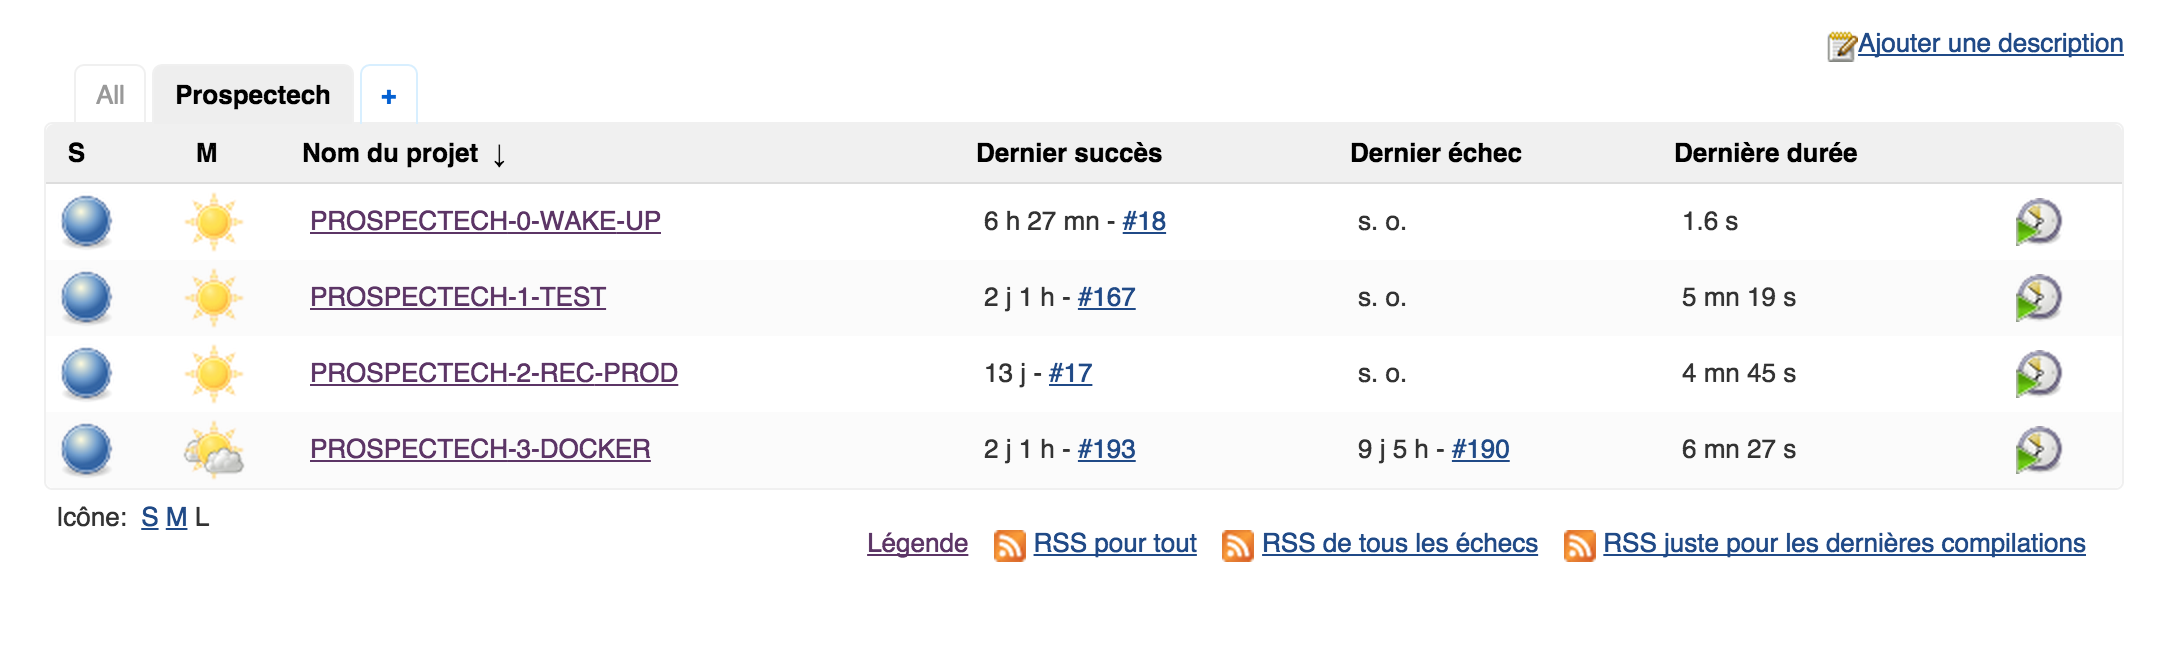 Ajouter une description
All Prospectech +
S M Nom du projet ↓ Dernier succès Dernier échec Dernière durée
PROSPECTECH-0-WAKE-UP 6 h 27 mn - #18 s. o. 1.6 s
PROSPECTECH-1-TEST 2 j 1 h - #167 s. o. 5 mn 19 s
PROSPECTECH-2-REC-PROD 13 j - #17 s. o. 4 mn 45 s
PROSPECTECH-3-DOCKER 2 j 1 h - #193 9 j 5 h - #190 6 mn 27 s
Icône: S M L
Légende RSS pour tout RSS de tous les échecs RSS juste pour les dernières compilations